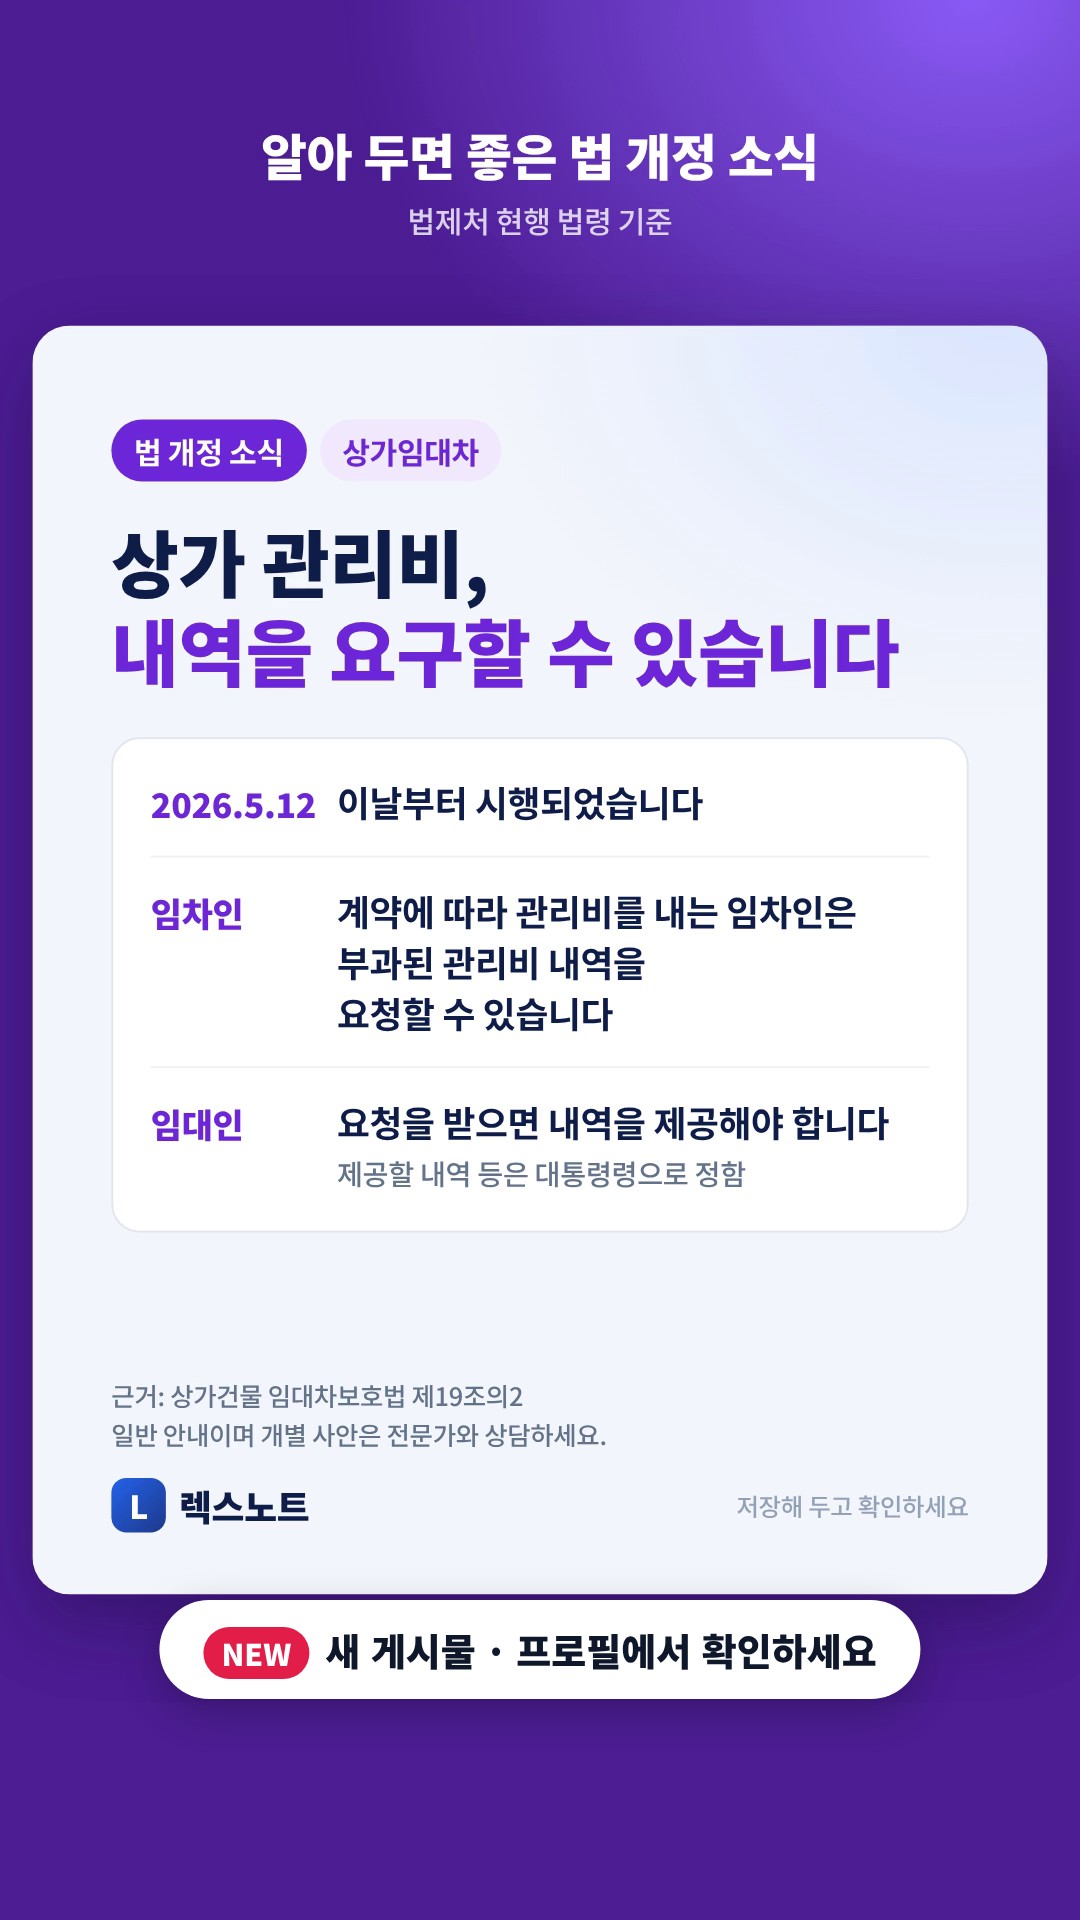 알아 두면 좋은 법 개정 소식
법제처 현행 법령 기준
법 개정 소식
상가임대차
상가 관리비,
내역을 요구할 수 있습니다
2026.5.12 이날부터 시행되었습니다
임차인 계약에 따라 관리비를 내는 임차인은
부과된 관리비 내역을
요청할 수 있습니다
임대인 요청을 받으면 내역을 제공해야 합니다
제공할 내역 등은 대통령령으로 정함
근거: 상가건물 임대차보호법 제19조의2
일반 안내이며 개별 사안은 전문가와 상담하세요.
L 렉스노트
저장해 두고 확인하세요
NEW 새 게시물 · 프로필에서 확인하세요